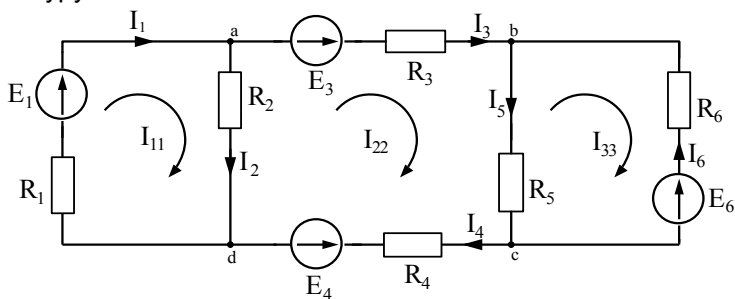 I₁ a I₃ b
E₃ R₃
E₁ R₂ I₅ R₆
I₁₁ I₂₂ I₃₃ I₆
I₂
R₁ R₅ E₆
I₄
d c
E₄ R₄